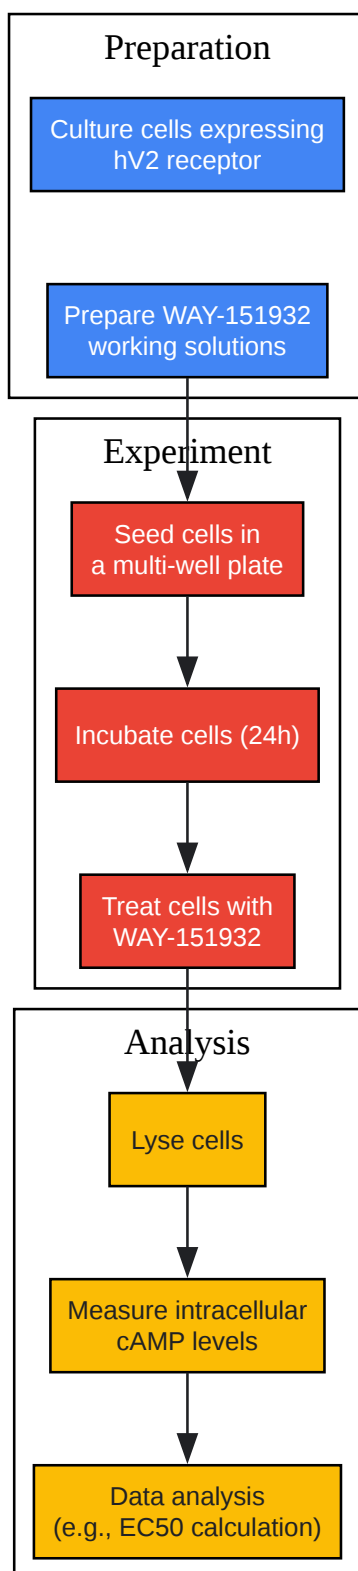 Preparation
Culture cells expressing
hV2 receptor
Prepare WAY-151932
working solutions
Experiment
Seed cells in
a multi-well plate
Incubate cells (24h)
Treat cells with
WAY-151932
Analysis
Lyse cells
Measure intracellular
cAMP levels
Data analysis
(e.g., EC50 calculation)